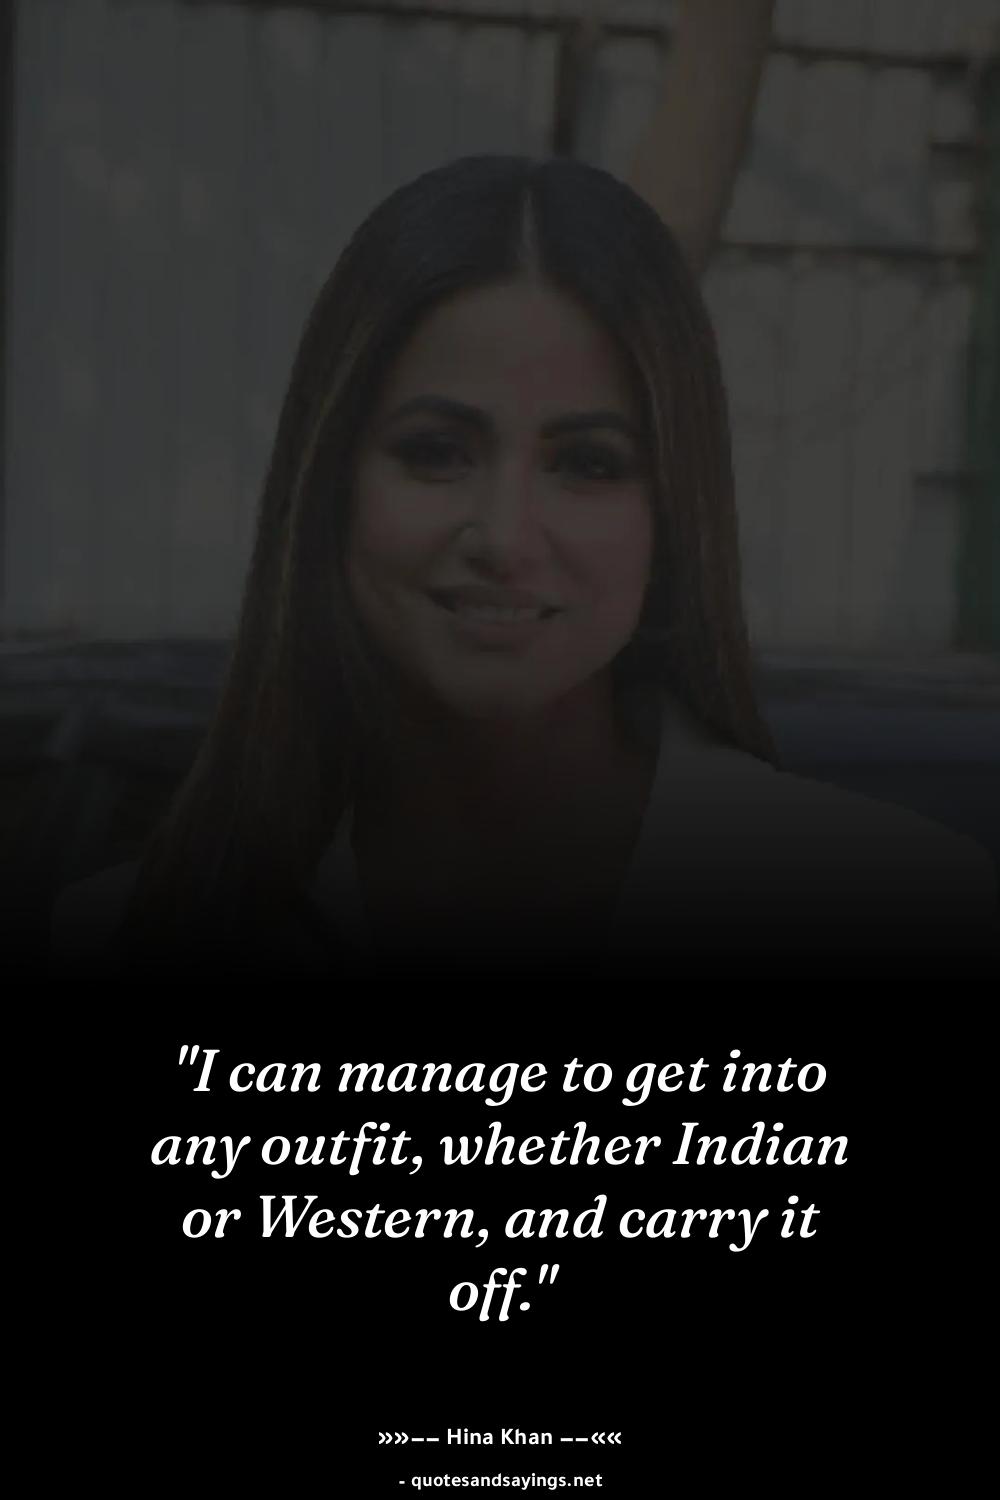 "I can manage to get into
any outfit, whether Indian
or Western, and carry it
off."
»»–– Hina Khan ––««
- quotesandsayings.net